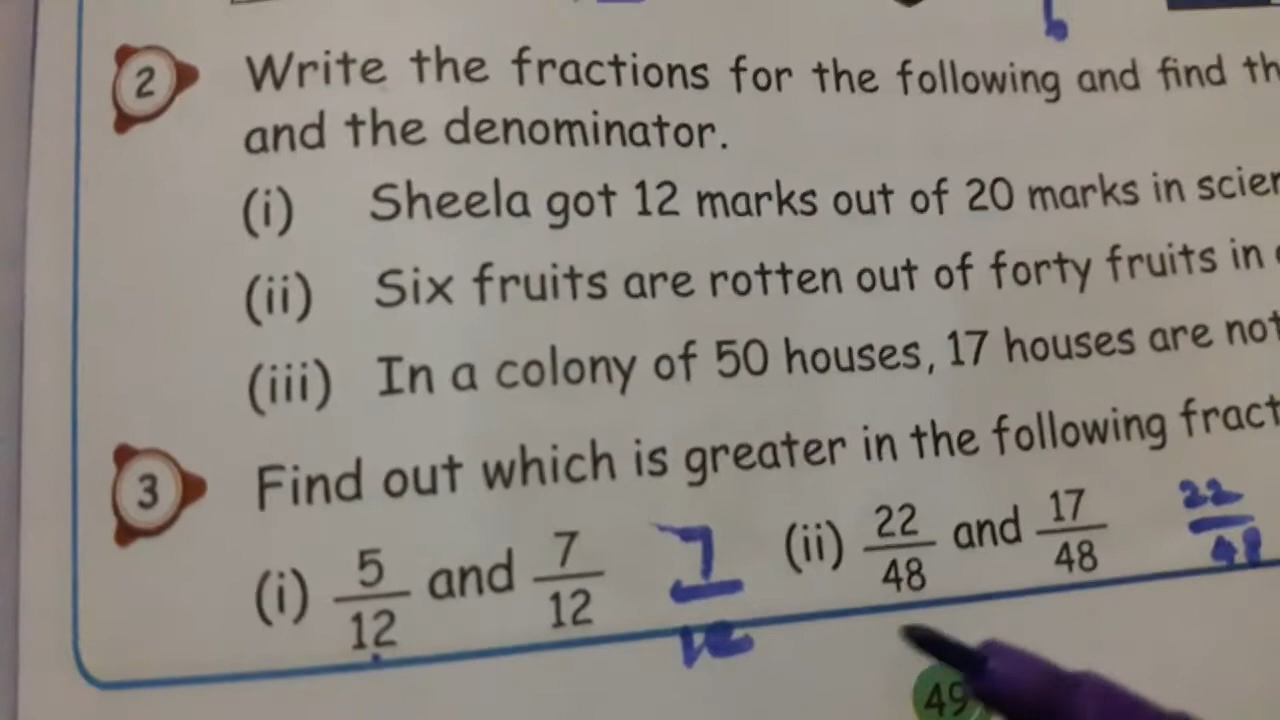 2 Write the fractions for the following and find th
and the denominator.
(i) Sheela got 12 marks out of 20 marks in scien
(ii) Six fruits are rotten out of forty fruits in
(iii) In a colony of 50 houses, 17 houses are not
3 Find out which is greater in the following fract
(i) 5/12 and 7/12 7/12 (ii) 22/48 and 17/48 22/48
49